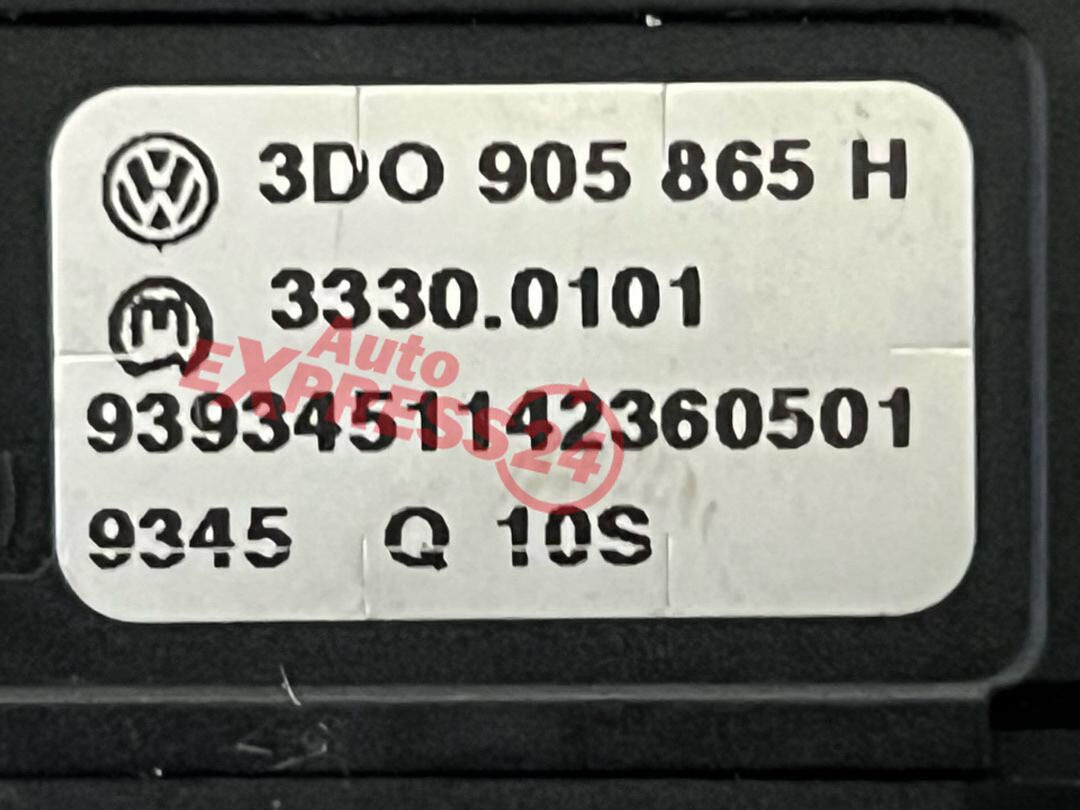 3D0 905 865 H
3330.0101
9393451142360501
Auto
EXPRESS24
9345 Q 10S